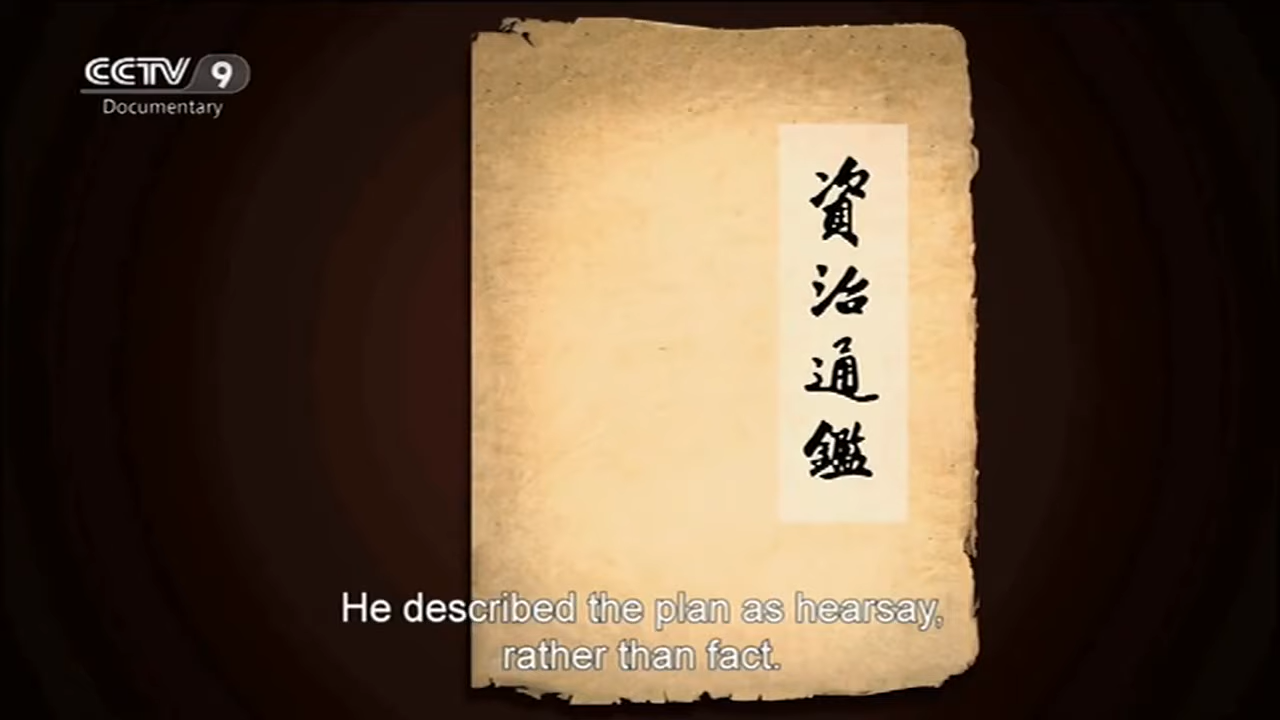 CCTV 9
Documentary
資治通鑑
He described the plan as hearsay,
rather than fact.